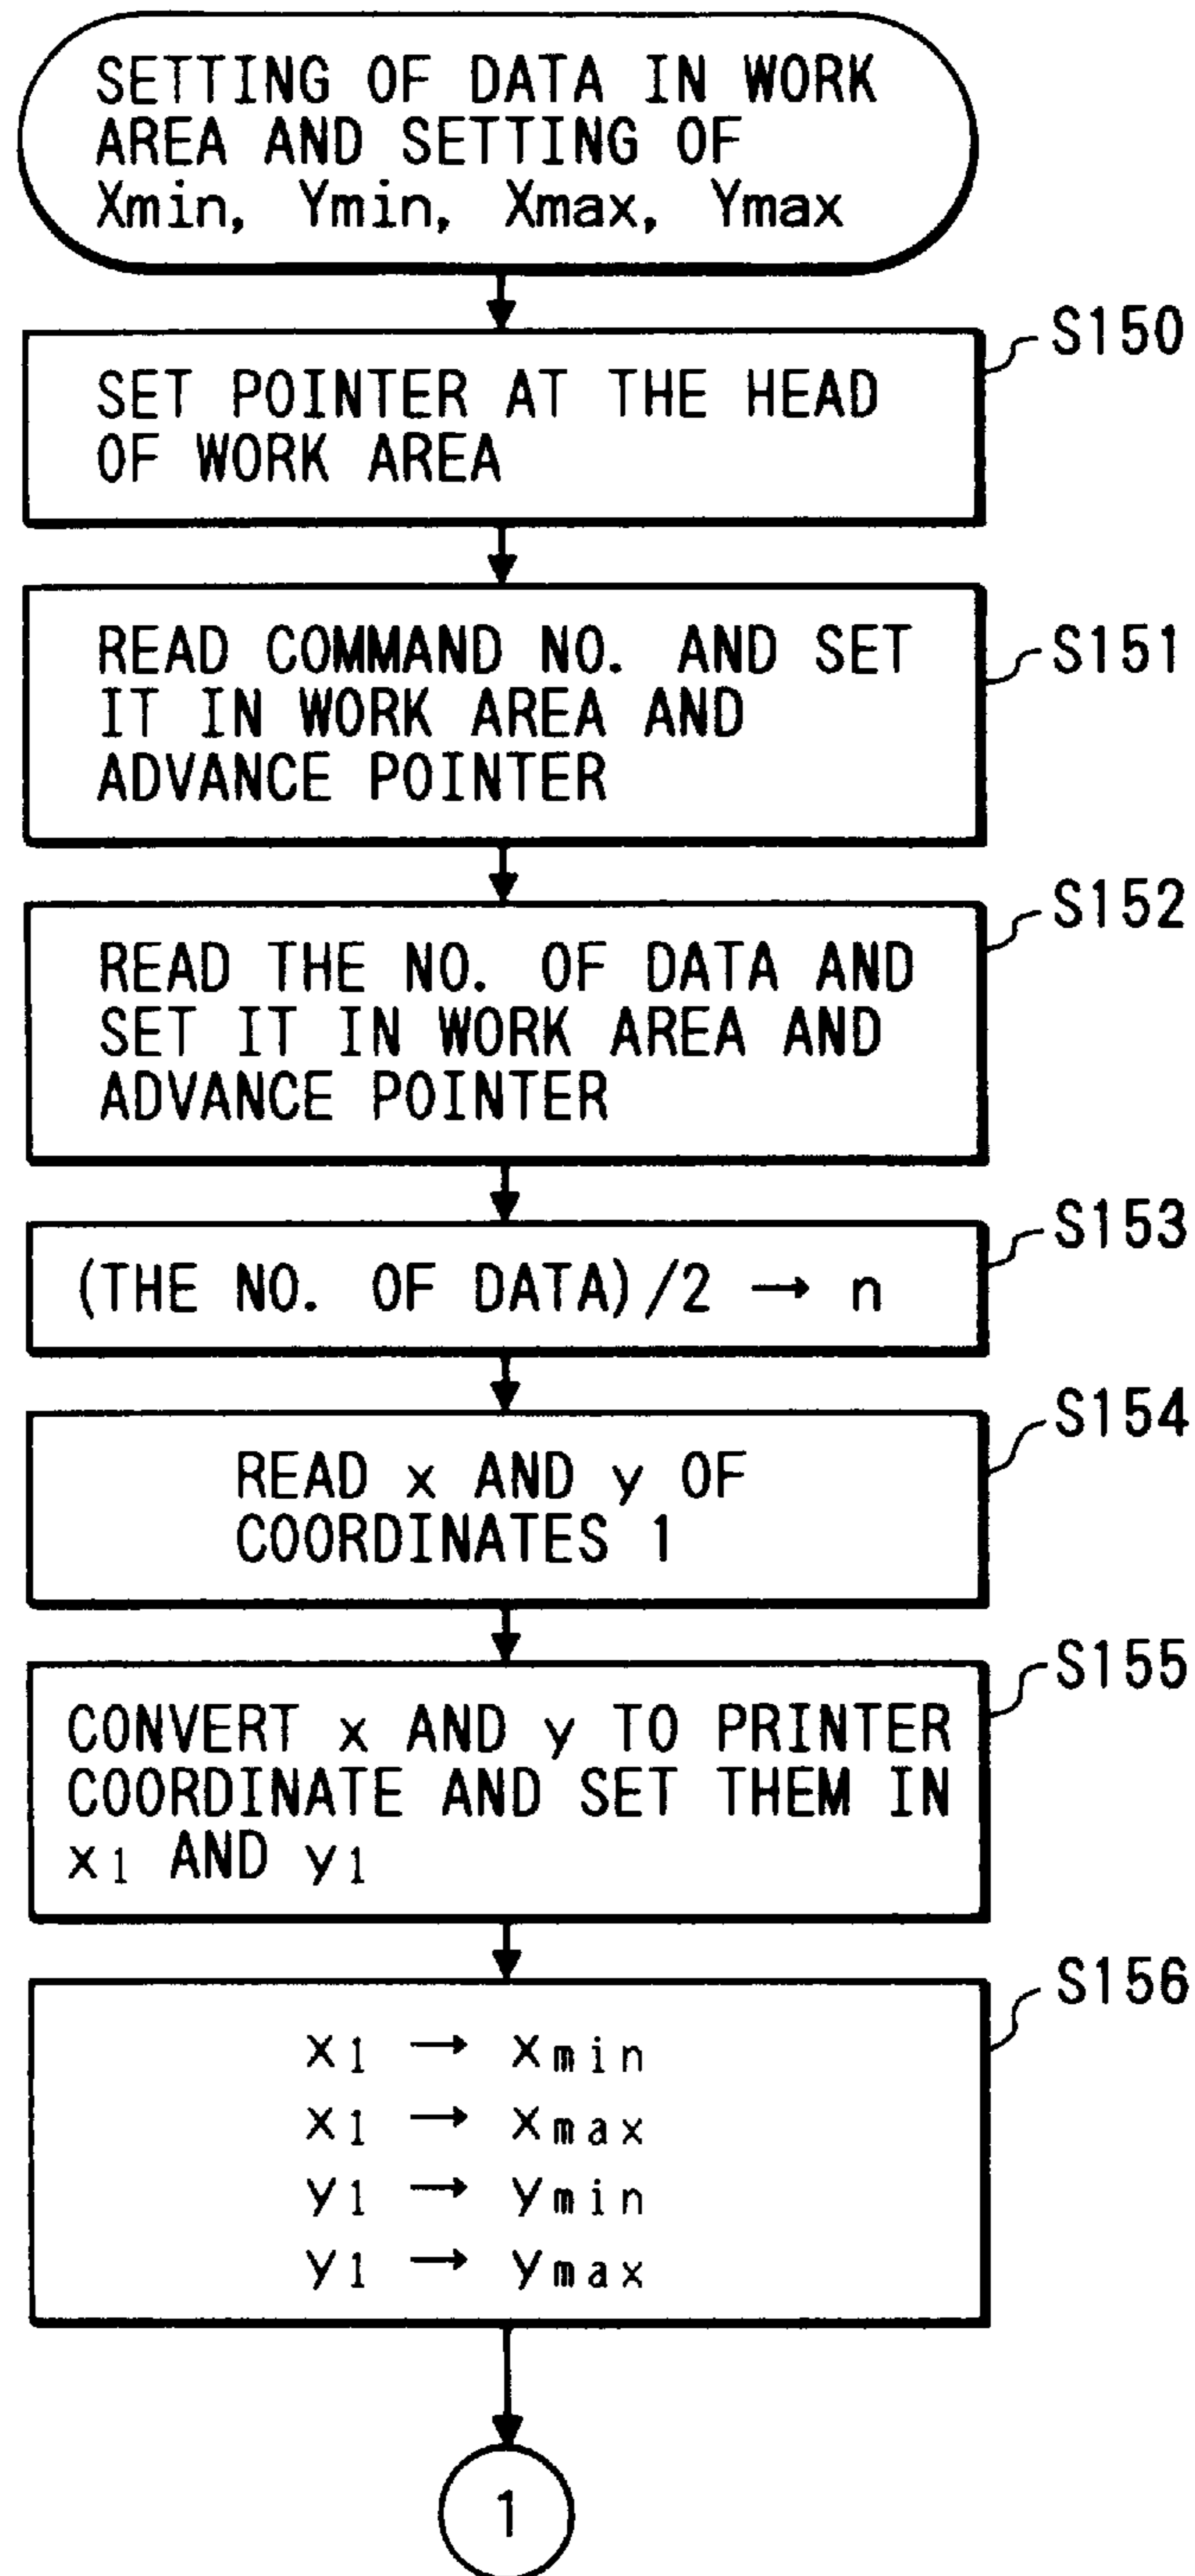 SETTING OF DATA IN WORK
AREA AND SETTING OF
Xmin, Ymin, Xmax, Ymax
S150
SET POINTER AT THE HEAD
OF WORK AREA
S151
READ COMMAND NO. AND SET
IT IN WORK AREA AND
ADVANCE POINTER
S152
READ THE NO. OF DATA AND
SET IT IN WORK AREA AND
ADVANCE POINTER
S153
(THE NO. OF DATA)/2 → n
S154
READ x AND y OF
COORDINATES 1
S155
CONVERT x AND y TO PRINTER
COORDINATE AND SET THEM IN
x1 AND y1
S156
x1 → xmin
x1 → xmax
y1 → ymin
y1 → ymax
1